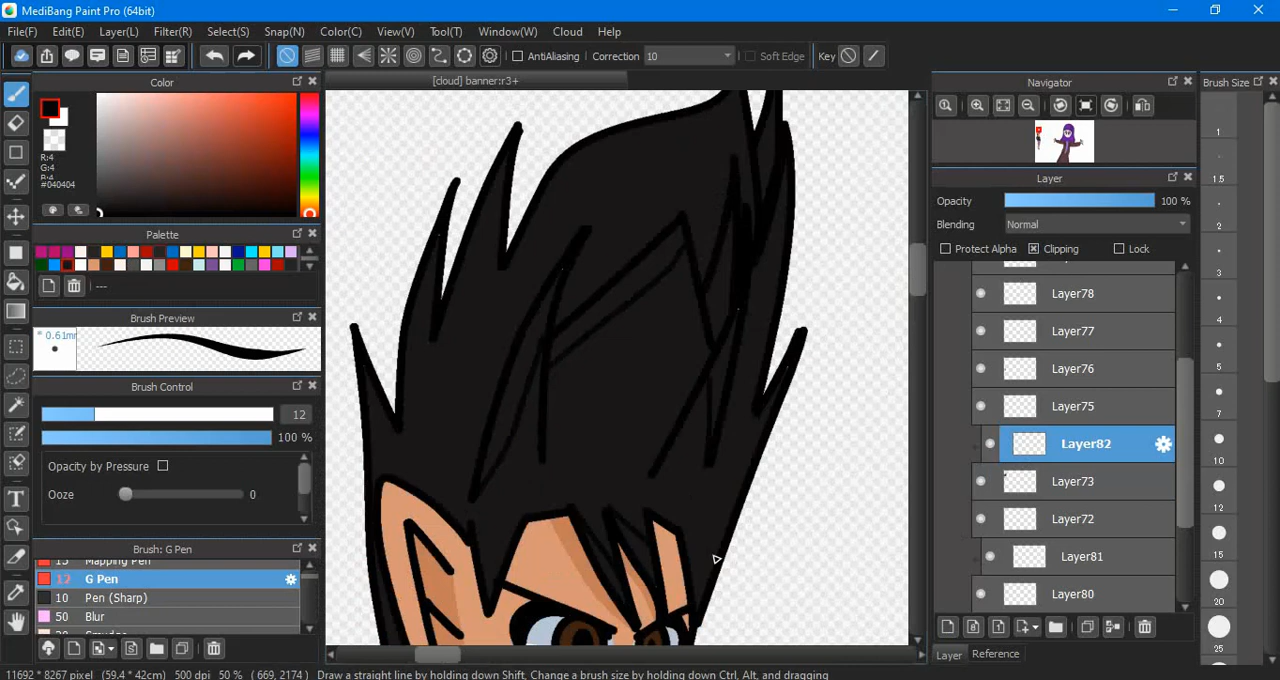 MediBang Paint Pro (64bit)
File(F) Edit(E) Layer(L) Filter(R) Select(S) Snap(N) Color(C) View(V) Tool(T) Window(W) Cloud Help
AntiAliasing Correction 10 Soft Edge Key
Color
[cloud] banner:r3+
Navigator
Brush Size
R:4
G:4
B:4
#040404
Palette
---
Brush Preview
0.61mm
Brush Control
12
100 %
Opacity by Pressure
Ooze 0
Brush: G Pen
15 Mapping Pen
12 G Pen
10 Pen (Sharp)
50 Blur
Layer
Opacity 100 %
Blending Normal
Protect Alpha Clipping Lock
Layer78
Layer77
Layer76
Layer75
Layer82
Layer73
Layer72
Layer81
Layer80
Layer Reference
1
1.5
2
3
4
5
7
10
12
15
20
25
11692 * 8267 pixel (59.4 * 42cm) 500 dpi 50 % ( 669, 2174 ) Draw a straight line by holding down Shift, Change a brush size by holding down Ctrl, Alt, and dragging